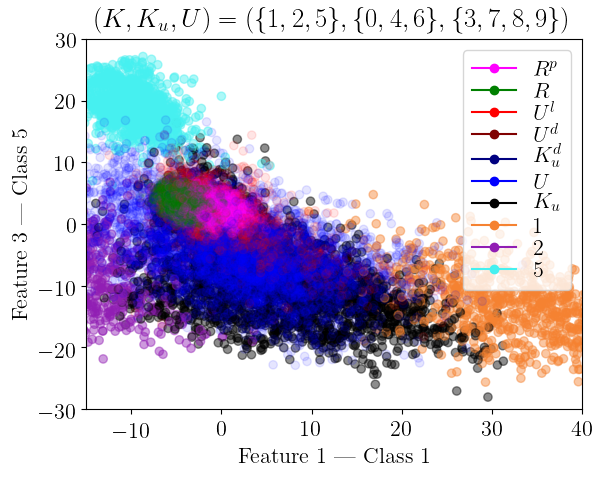 (K, K_u, U) = ({1, 2, 5}, {0, 4, 6}, {3, 7, 8, 9})
30
20
10
0
−10
−20
−30
Feature 3 — Class 5
R^p
R
U^l
U^d
K_u^d
U
K_u
1
2
5
−10
0
10
20
30
40
Feature 1 — Class 1